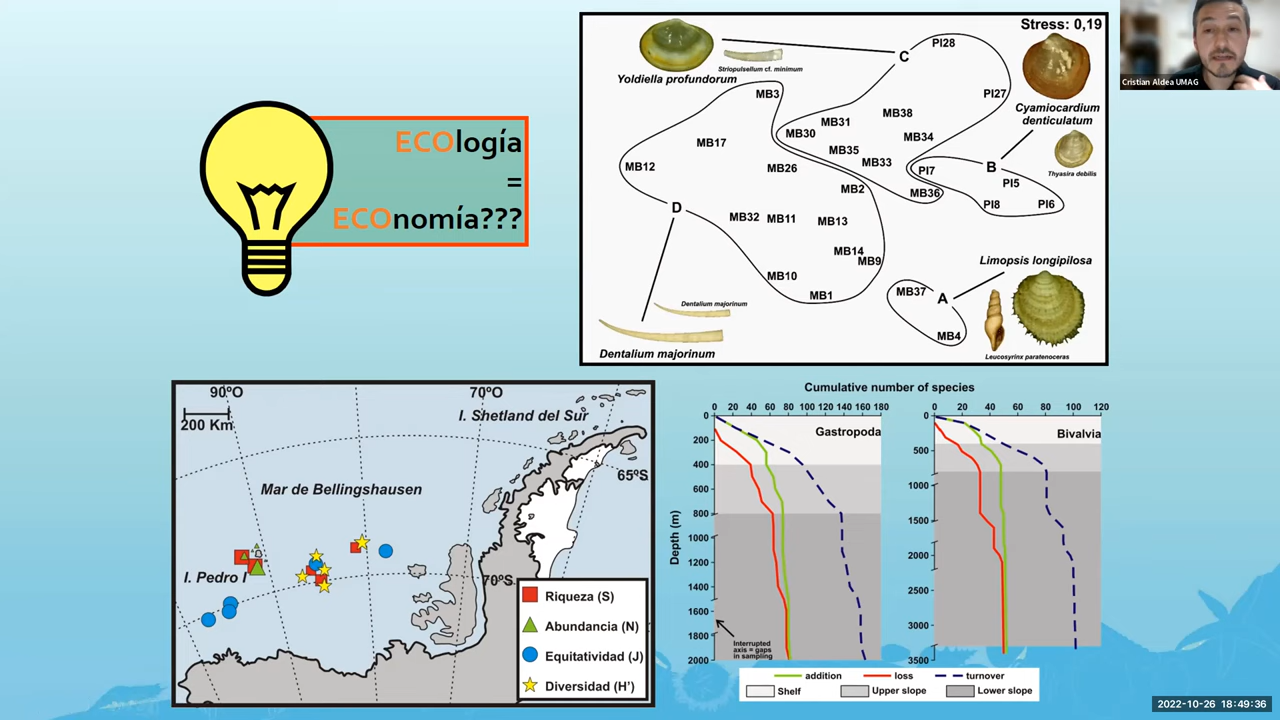 ECOlogía
=
ECOnomía???
Stress: 0,19
Yoldiella profundorum
Striopulsellum cf. minimum
C
PI28
PI27
Cyamiocardium
denticulatum
Thyasira debilis
MB3
MB38
MB31
MB30
MB34
MB17
MB35
MB33
MB12
MB26
PI7
B
PI5
MB2
MB36
PI8
PI6
D
MB32
MB11
MB13
MB14
MB9
MB10
MB1
Limopsis longipilosa
MB37
A
MB4
Leucosyrinx paratenoceras
Dentalium majorinum
Dentalium majorinum
Cristian Aldea UMAG
90ºO
70ºO
200 Km
I. Shetland del Sur
65ºS
Mar de Bellingshausen
I. Pedro I
70ºS
Riqueza (S)
Abundancia (N)
Equitatividad (J)
Diversidad (H')
Cumulative number of species
0 20 40 60 80 100 120 140 160 180
Gastropoda
Depth (m)
0
200
400
600
800
1000
1200
1400
1600
1800
2000
Interrupted
axis = gaps
in sampling
0 20 40 60 80 100 120
Bivalvia
0
500
1000
1500
2000
2500
3000
3500
addition loss turnover
Shelf Upper slope Lower slope
2022-10-26 18:49:36